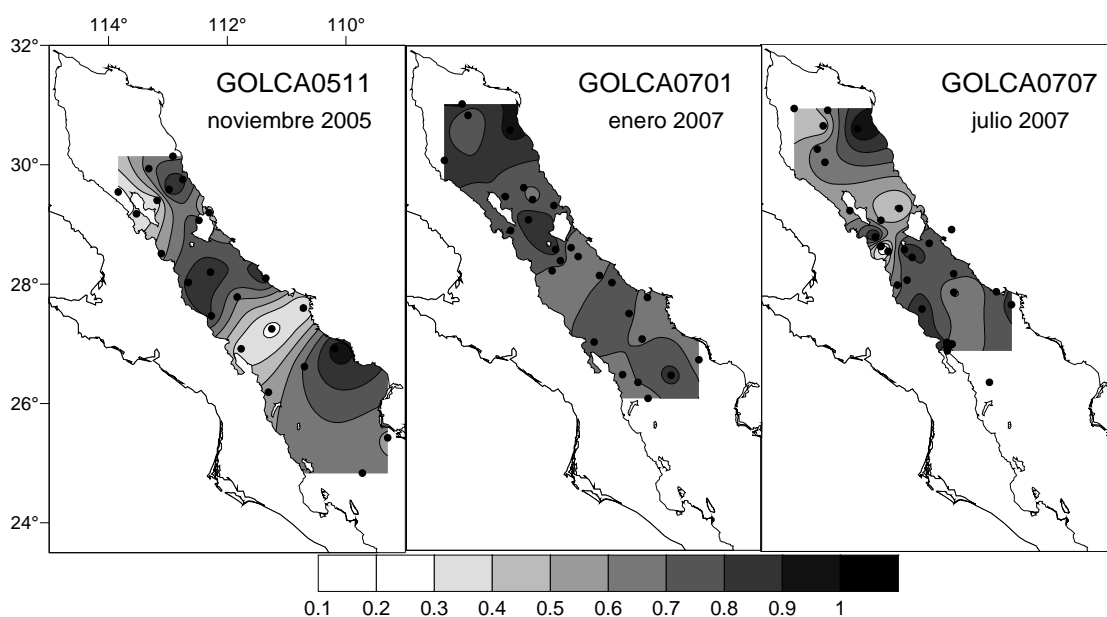 114° 112° 110°
32°
30°
28°
26°
24°
GOLCA0511
noviembre 2005
GOLCA0701
enero 2007
GOLCA0707
julio 2007
0.1 0.2 0.3 0.4 0.5 0.6 0.7 0.8 0.9 1